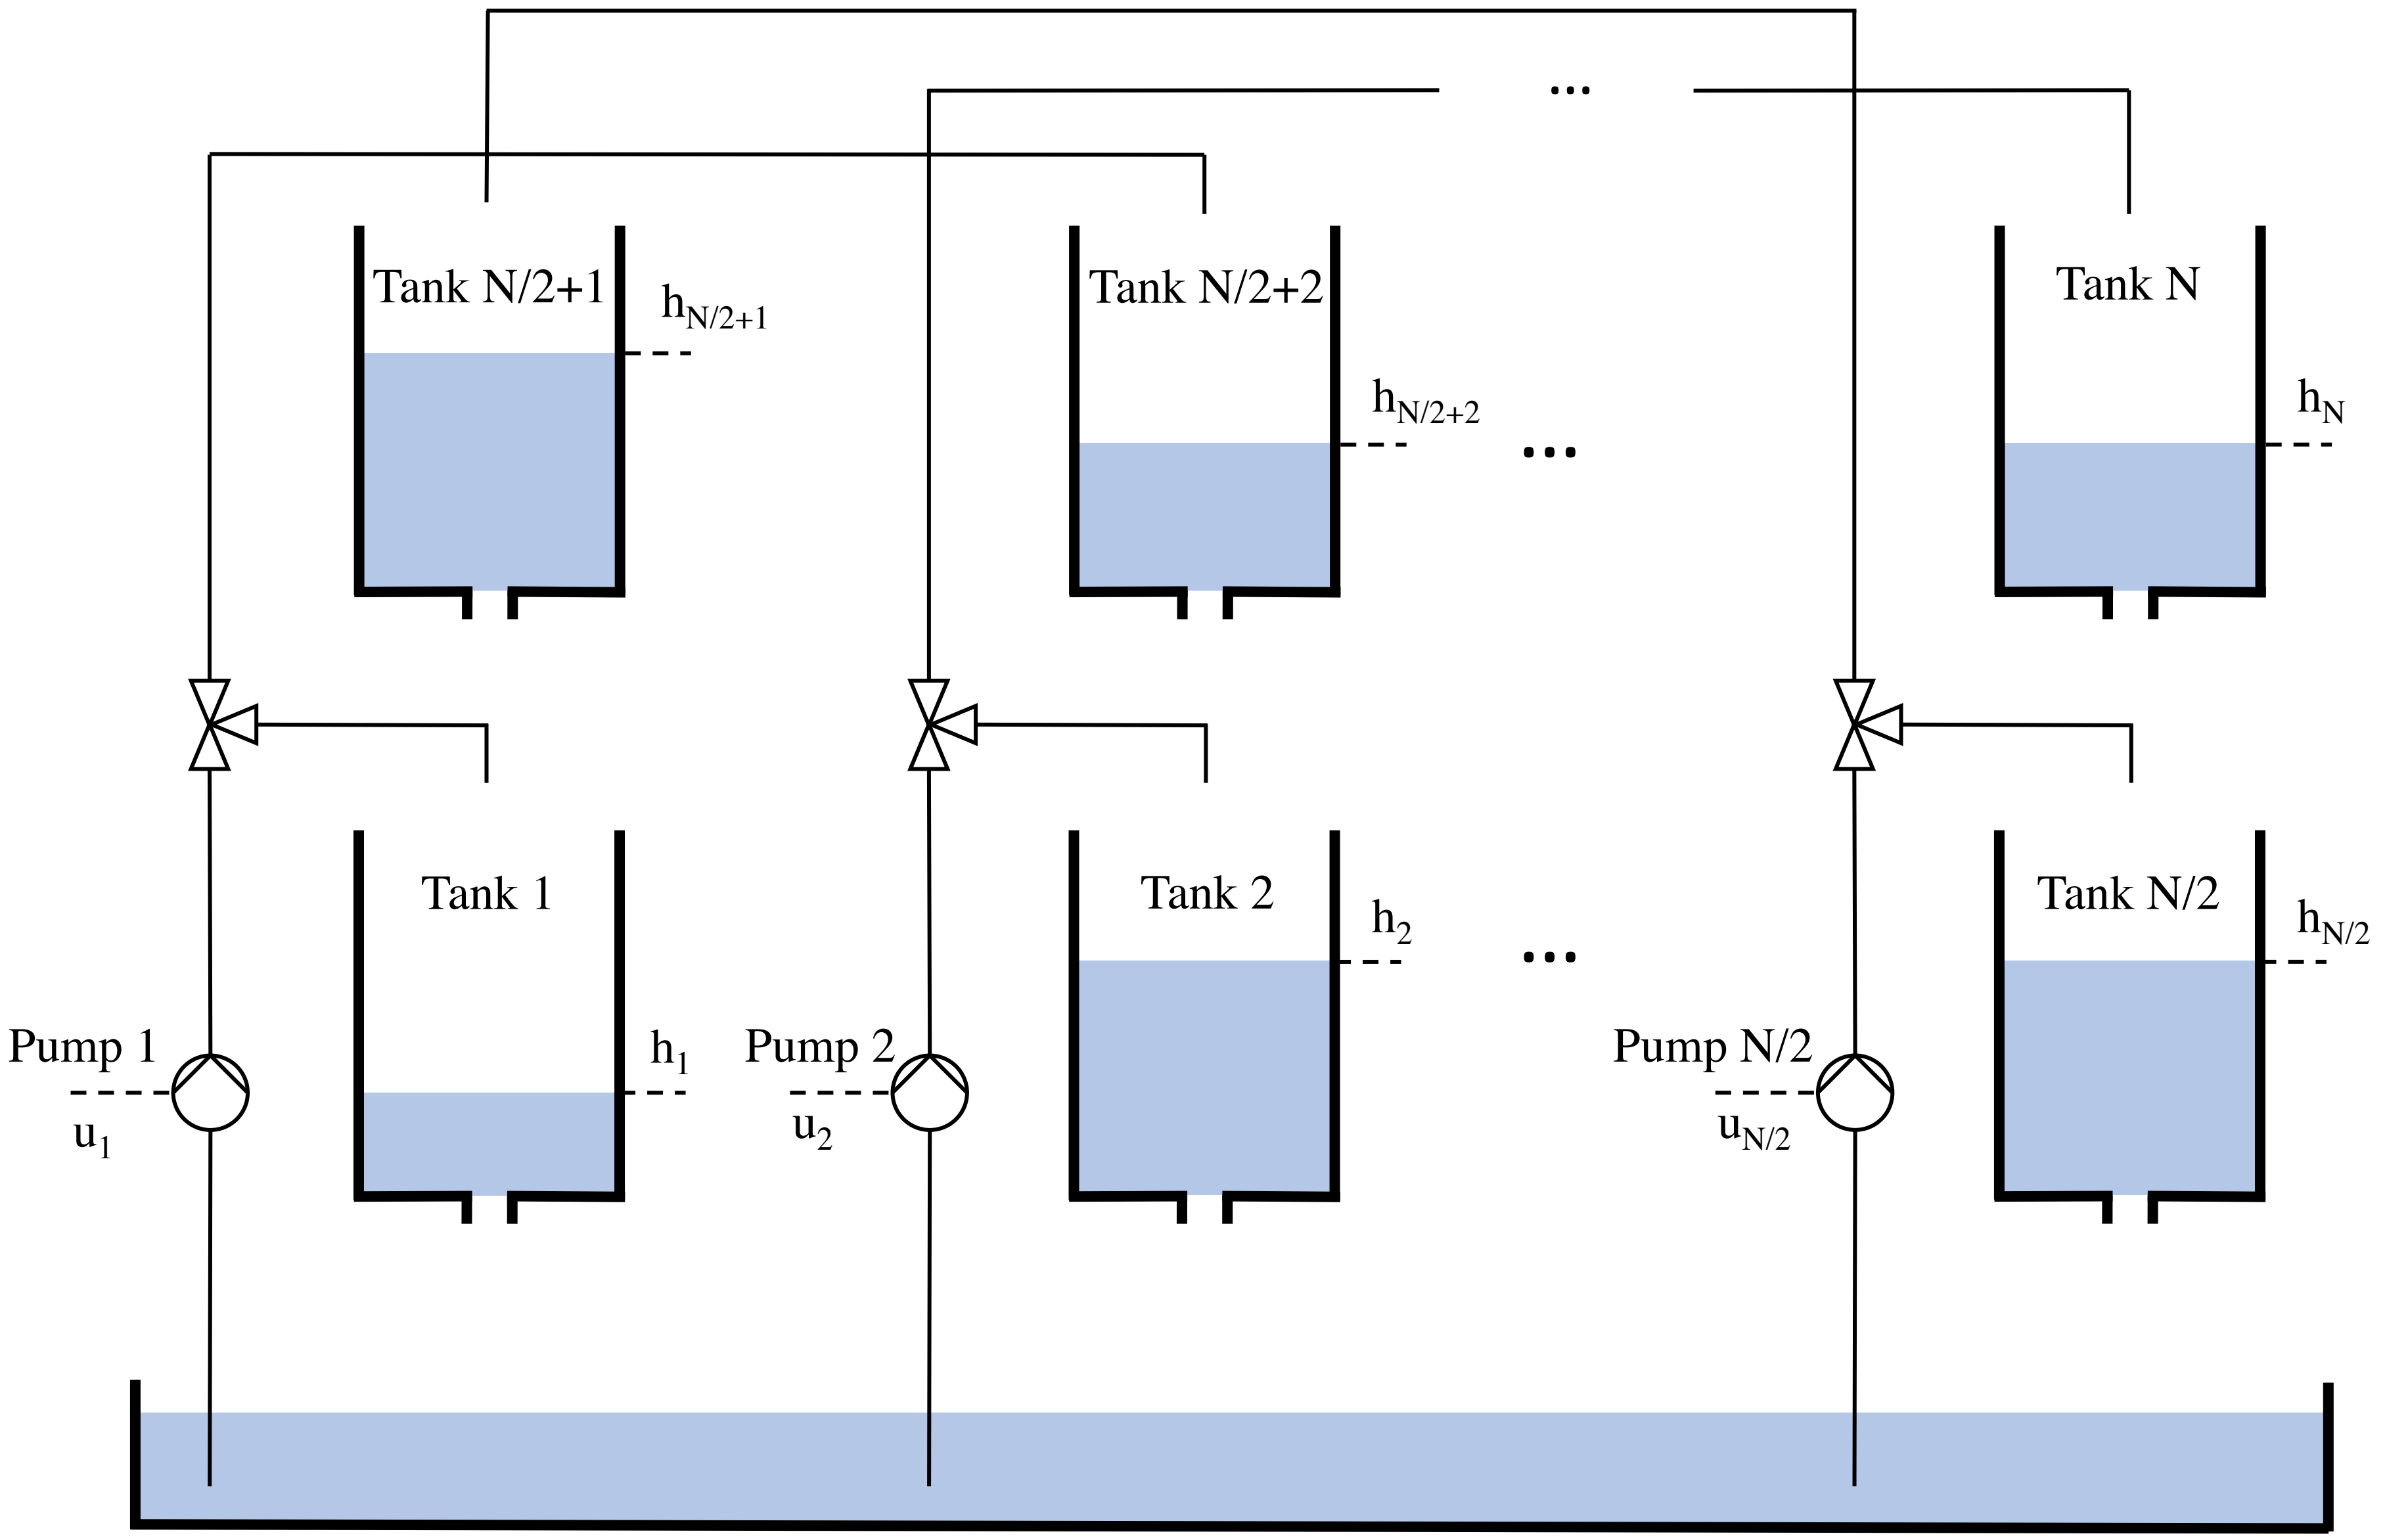 ...
Tank N/2+1
h_{N/2+1}
Tank N/2+2
h_{N/2+2}
...
Tank N
h_N
Tank 1
h_1
Tank 2
h_2
...
Tank N/2
h_{N/2}
Pump 1
u_1
Pump 2
u_2
Pump N/2
u_{N/2}